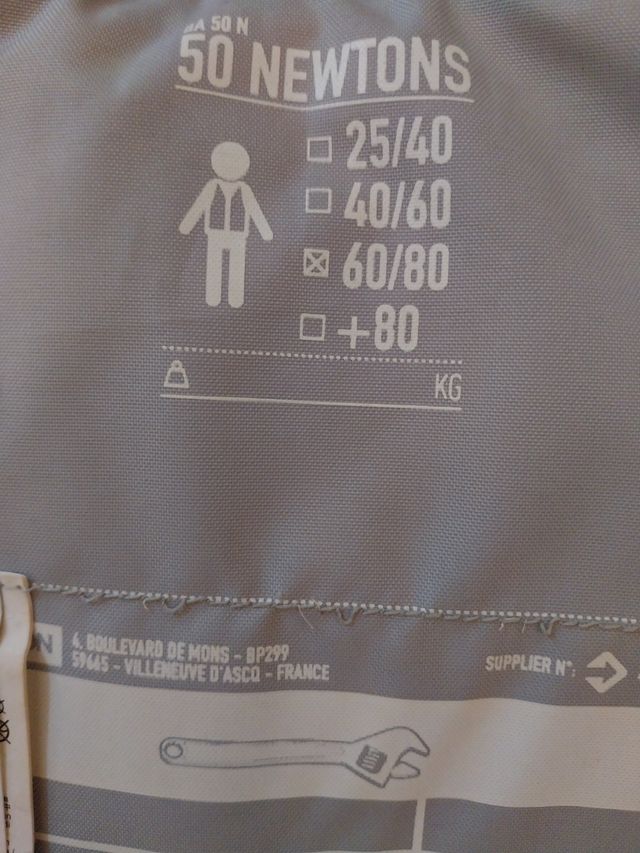 50 N
50 NEWTONS
25/40
40/60
60/80
+80
KG
4, BOULEVARD DE MONS - BP299
59665 - VILLENEUVE D'ASCQ - FRANCE
SUPPLIER N°: